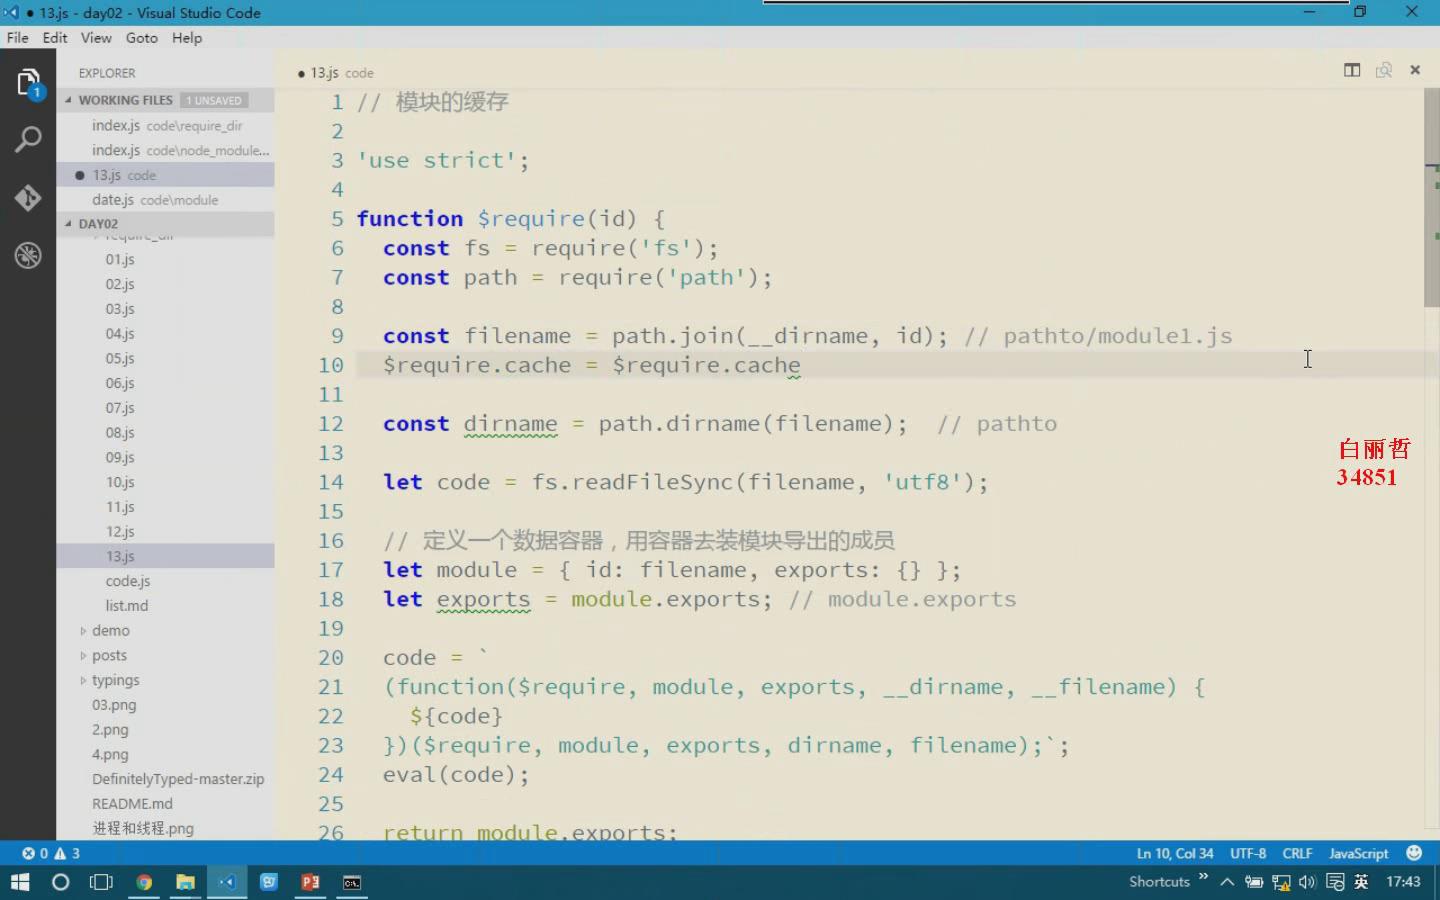 13.js - day02 - Visual Studio Code
File Edit View Goto Help
EXPLORER
WORKING FILES 1 UNSAVED
index.js code\require_dir
index.js code\node_module...
13.js code
date.js code\module
DAY02
require_dir
01.js
02.js
03.js
04.js
05.js
06.js
07.js
08.js
09.js
10.js
11.js
12.js
13.js
code.js
list.md
demo
posts
typings
03.png
2.png
4.png
DefinitelyTyped-master.zip
README.md
进程和线程.png
13.js code
1 // 模块的缓存
2
3 'use strict';
4
5 function $require(id) {
6 const fs = require('fs');
7 const path = require('path');
8
9 const filename = path.join(__dirname, id); // pathto/module1.js
10 $require.cache = $require.cache
11
12 const dirname = path.dirname(filename); // pathto
13
14 let code = fs.readFileSync(filename, 'utf8');
15
16 // 定义一个数据容器，用容器去装模块导出的成员
17 let module = { id: filename, exports: {} };
18 let exports = module.exports; // module.exports
19
20 code = `
21 (function($require, module, exports, __dirname, __filename) {
22 ${code}
23 })($require, module, exports, dirname, filename);`;
24 eval(code);
25
26 return module.exports;
白丽哲
34851
1
0 3
Ln 10, Col 34 UTF-8 CRLF JavaScript
Shortcuts » 英 17:43